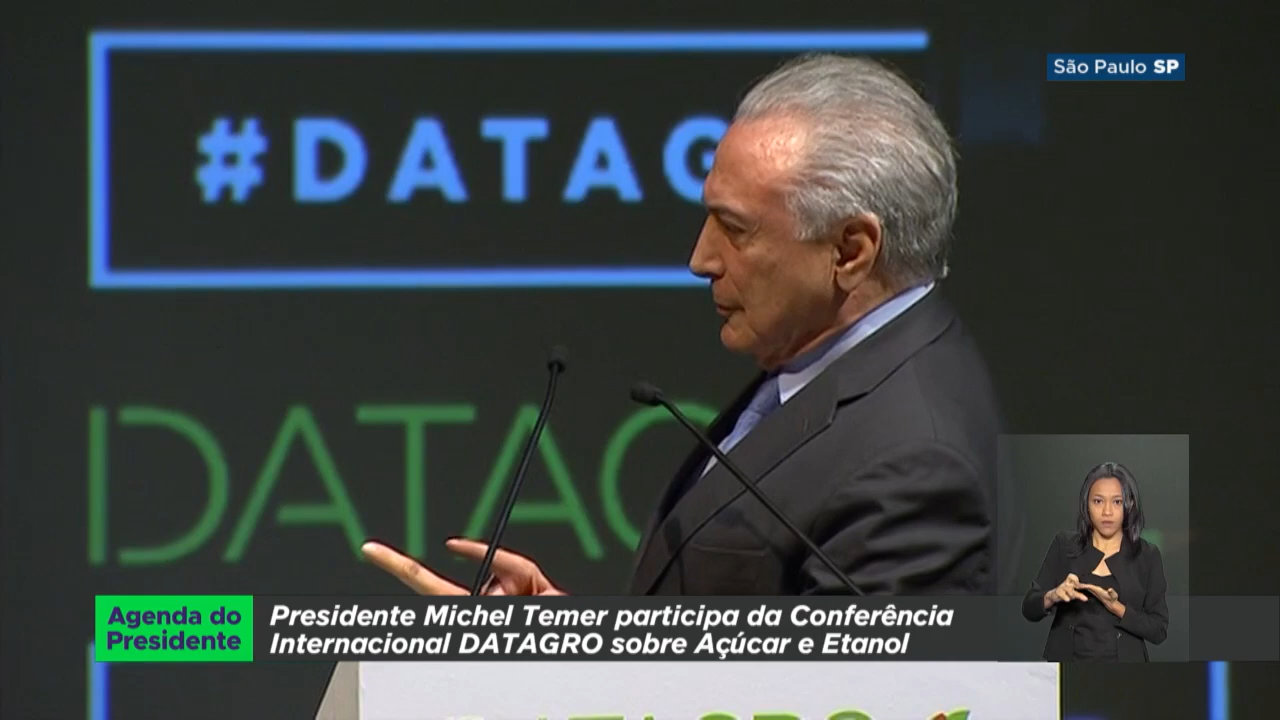 São Paulo SP
#DATAG
DATAG
Agenda do
Presidente
Presidente Michel Temer participa da Conferência
Internacional DATAGRO sobre Açúcar e Etanol
DATAGRO